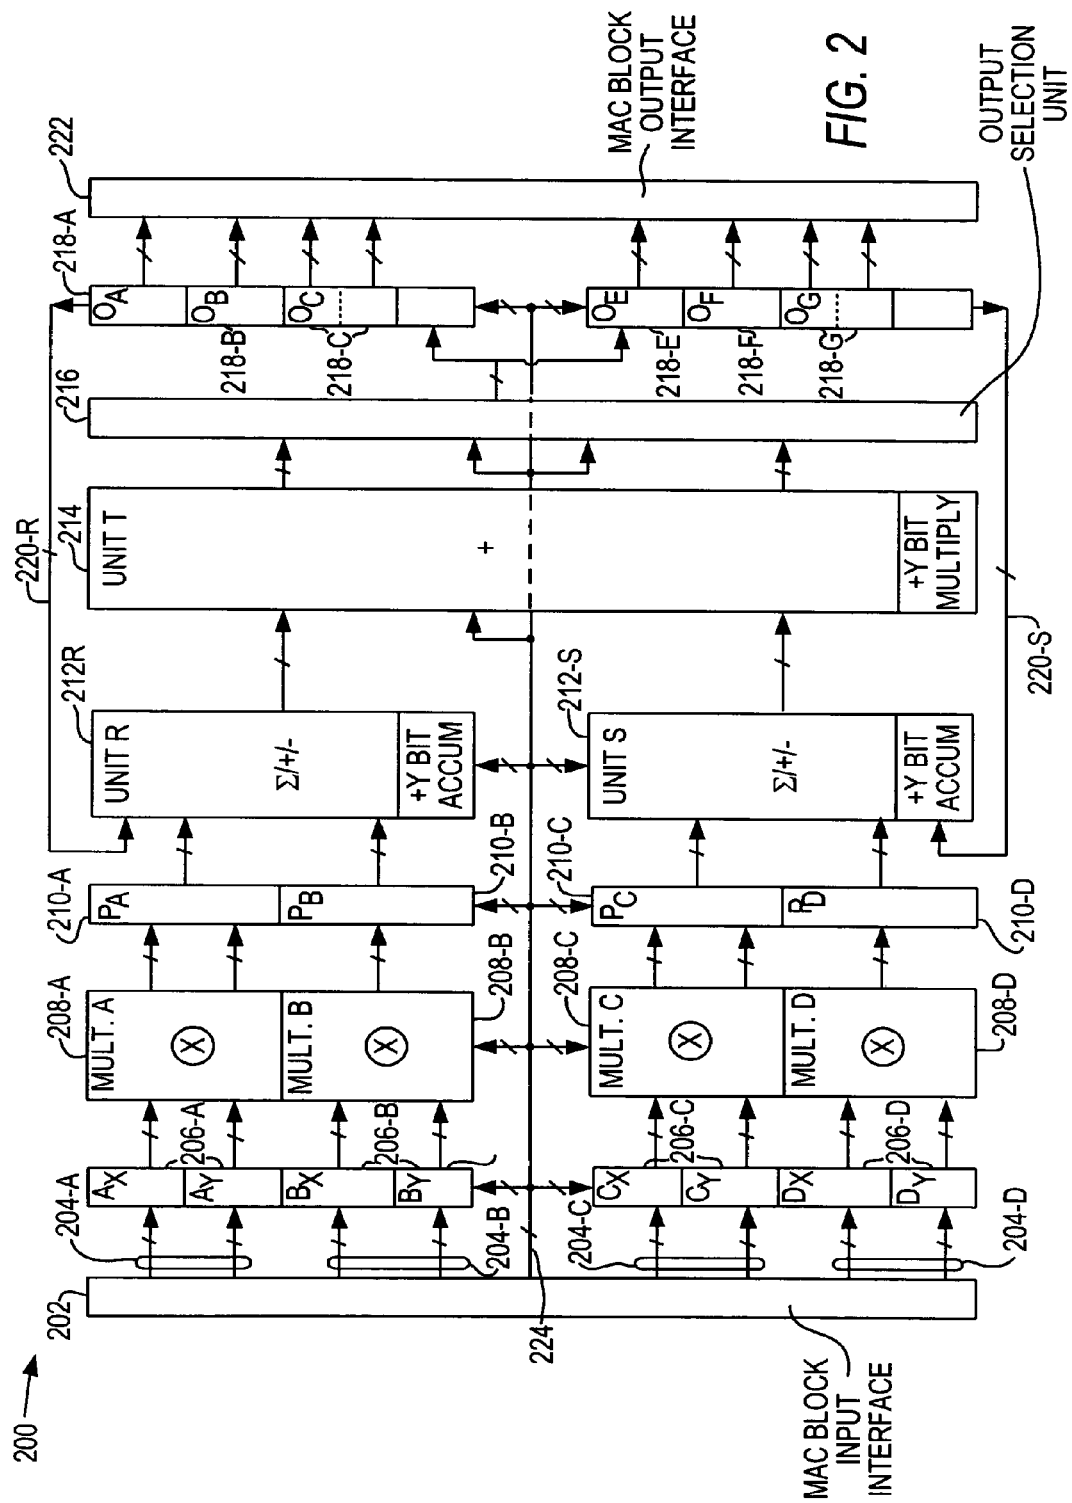 200
202
204-A
204-B
204-C
204-D
AX
AY
BX
BY
CX
CY
DX
DY
206-A
206-B
206-C
206-D
224
MAC BLOCK
INPUT
INTERFACE
208-A
MULT. A
X
MULT. B
X
208-B
208-C
MULT. C
X
MULT. D
X
208-D
210-A
PA
PB
210-B
210-C
PC
PD
210-D
212R
UNIT R
Σ/+/-
+Y BIT
ACCUM
212-S
UNIT S
Σ/+/-
+Y BIT
ACCUM
220-R
220-S
214
UNIT T
+
+Y BIT
MULTIPLY
216
OUTPUT
SELECTION
UNIT
218-A
OA
OB
OC
218-B
218-C
OE
OF
OG
218-E
218-F
218-G
222
MAC BLOCK
OUTPUT
INTERFACE
FIG. 2